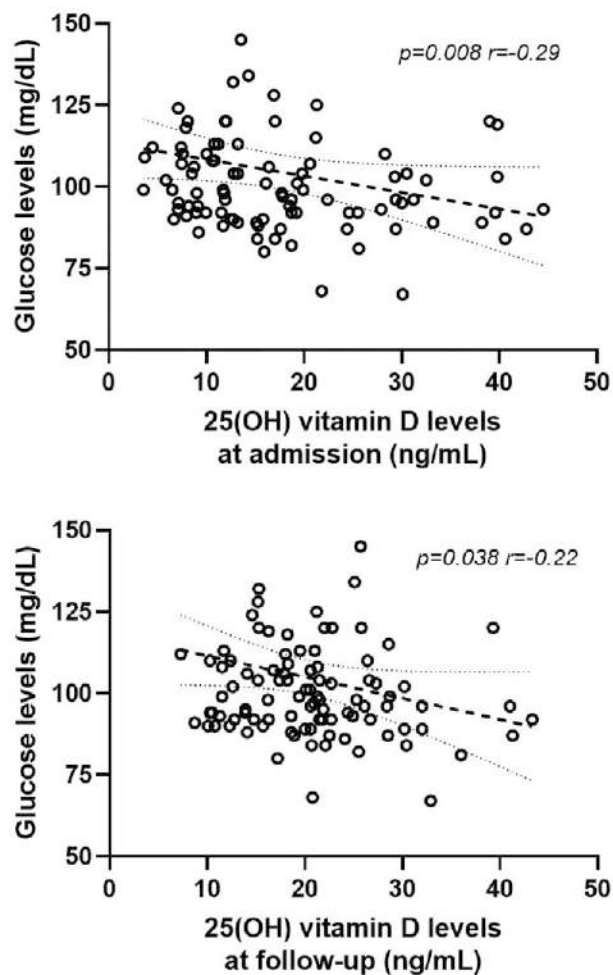 150
p=0.008 r=-0.29
125
100
75
50
Glucose levels (mg/dL)
0 10 20 30 40 50
25(OH) vitamin D levels
at admission (ng/mL)
150
p=0.038 r=-0.22
125
100
75
50
Glucose levels (mg/dL)
0 10 20 30 40 50
25(OH) vitamin D levels
at follow-up (ng/mL)